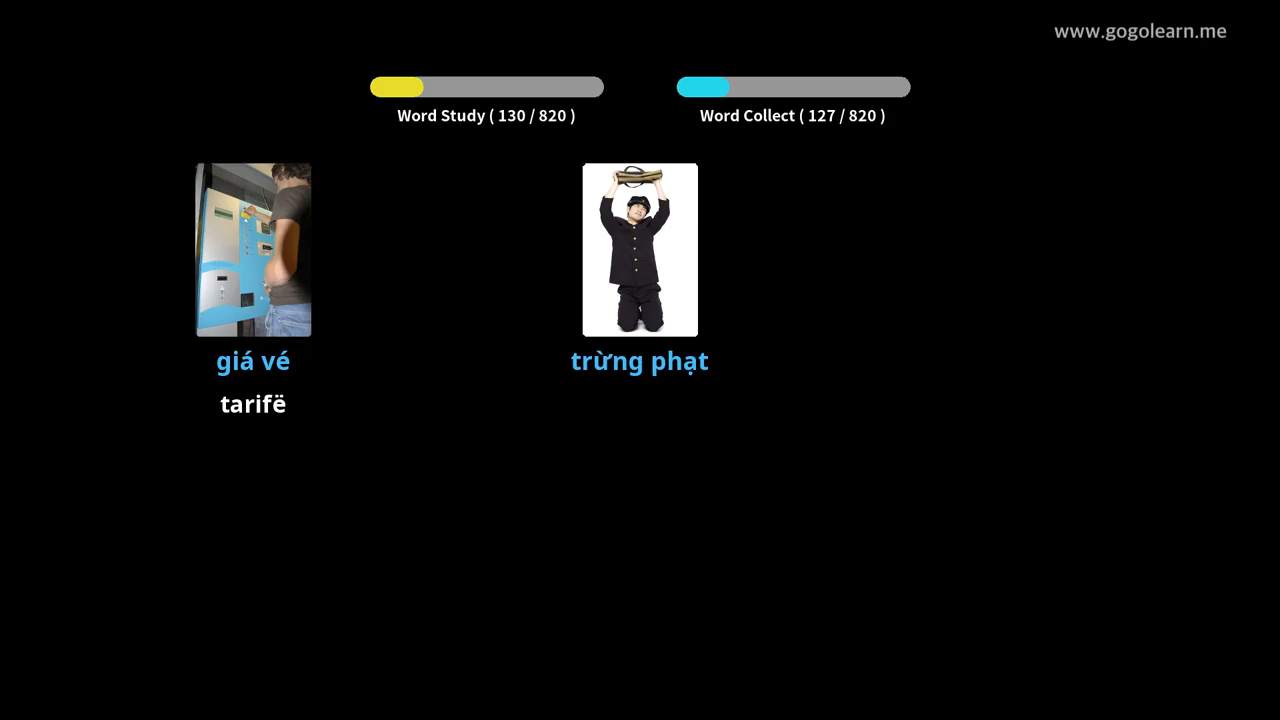 www.gogolearn.me
Word Study ( 130 / 820 )
Word Collect ( 127 / 820 )
giá vé
trừng phạt
tarifë